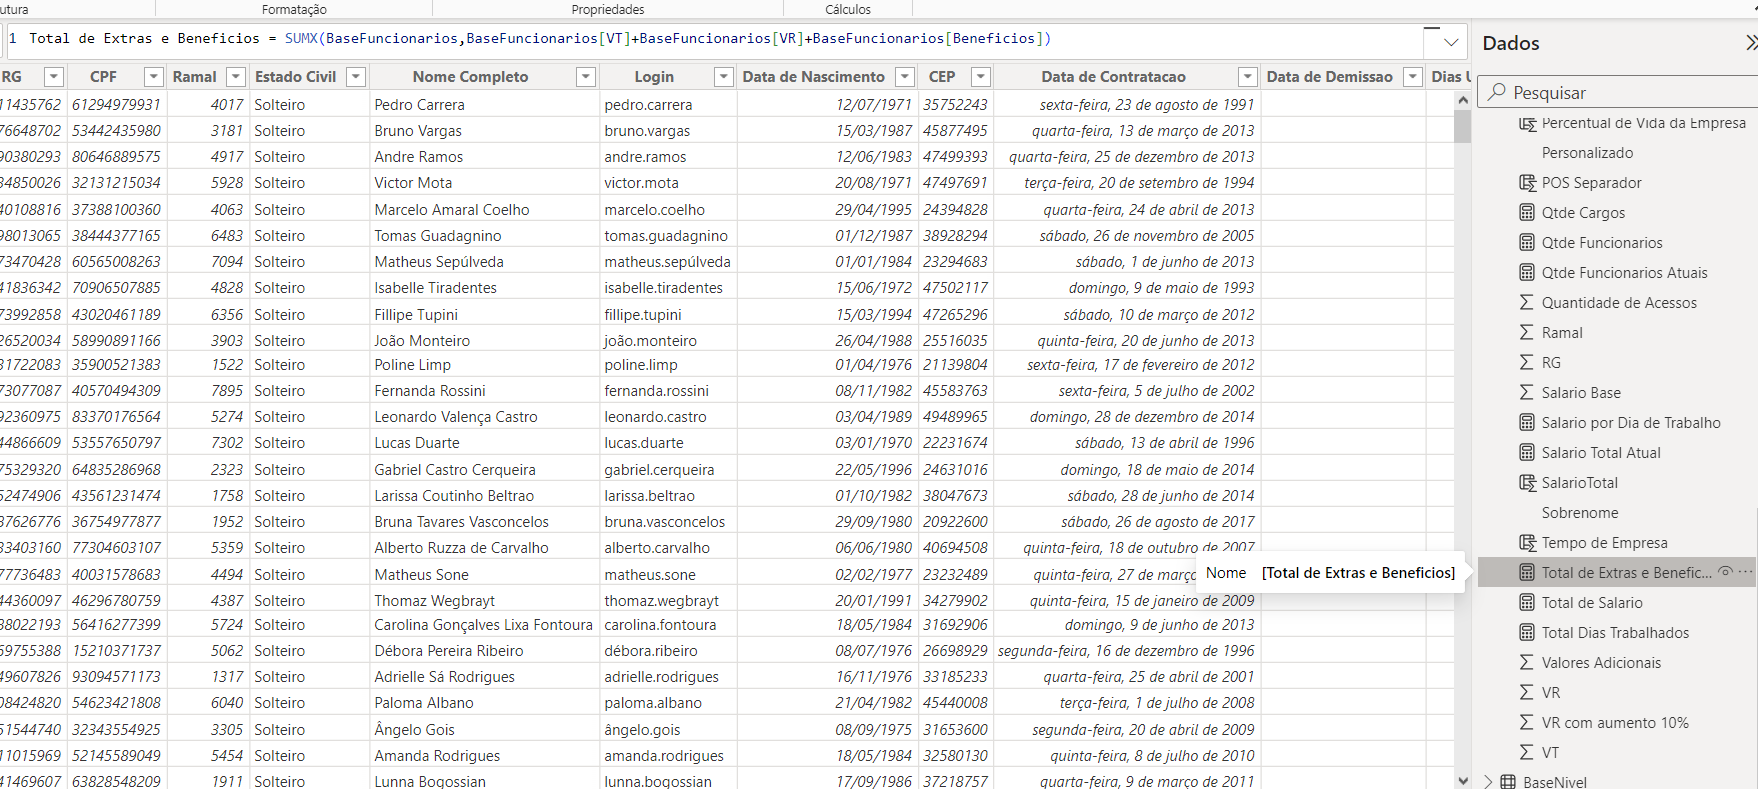 utura Formatação Propriedades Cálculos
1 Total de Extras e Beneficios = SUMX(BaseFuncionarios,BaseFuncionarios[VT]+BaseFuncionarios[VR]+BaseFuncionarios[Beneficios])
RG CPF Ramal Estado Civil Nome Completo Login Data de Nascimento CEP Data de Contratacao Data de Demissao Dias U
11435762 61294979931 4017 Solteiro Pedro Carrera pedro.carrera 12/07/1971 35752243 sexta-feira, 23 de agosto de 1991
76648702 53442435980 3181 Solteiro Bruno Vargas bruno.vargas 15/03/1987 45877495 quarta-feira, 13 de março de 2013
90380293 80646889575 4917 Solteiro Andre Ramos andre.ramos 12/06/1983 47499393 quarta-feira, 25 de dezembro de 2013
34850026 32131215034 5928 Solteiro Victor Mota victor.mota 20/08/1971 47497691 terça-feira, 20 de setembro de 1994
40108816 37388100360 4063 Solteiro Marcelo Amaral Coelho marcelo.coelho 29/04/1995 24394828 quarta-feira, 24 de abril de 2013
98013065 38444377165 6483 Solteiro Tomas Guadagnino tomas.guadagnino 01/12/1987 38928294 sábado, 26 de novembro de 2005
73470428 60565008263 7094 Solteiro Matheus Sepúlveda matheus.sepúlveda 01/01/1984 23294683 sábado, 1 de junho de 2013
41836342 70906507885 4828 Solteiro Isabelle Tiradentes isabelle.tiradentes 15/06/1972 47502117 domingo, 9 de maio de 1993
73992858 43020461189 6356 Solteiro Fillipe Tupini fillipe.tupini 15/03/1994 47265296 sábado, 10 de março de 2012
26520034 58990891166 3903 Solteiro João Monteiro joão.monteiro 26/04/1988 25516035 quinta-feira, 20 de junho de 2013
31722083 35900521383 1522 Solteiro Poline Limp poline.limp 01/04/1976 21139804 sexta-feira, 17 de fevereiro de 2012
73077087 40570494309 7895 Solteiro Fernanda Rossini fernanda.rossini 08/11/1982 45583763 sexta-feira, 5 de julho de 2002
92360975 83370176564 5274 Solteiro Leonardo Valença Castro leonardo.castro 03/04/1989 49489965 domingo, 28 de dezembro de 2014
44866609 53557650797 7302 Solteiro Lucas Duarte lucas.duarte 03/01/1970 22231674 sábado, 13 de abril de 1996
75329320 64835286968 2323 Solteiro Gabriel Castro Cerqueira gabriel.cerqueira 22/05/1996 24631016 domingo, 18 de maio de 2014
52474906 43561231474 1758 Solteiro Larissa Coutinho Beltrao larissa.beltrao 01/10/1982 38047673 sábado, 28 de junho de 2014
37626776 36754977877 1952 Solteiro Bruna Tavares Vasconcelos bruna.vasconcelos 29/09/1980 20922600 sábado, 26 de agosto de 2017
33403160 77304603107 5359 Solteiro Alberto Ruzza de Carvalho alberto.carvalho 06/06/1980 40694508 quinta-feira, 18 de outubro de 2007
77736483 40031578683 4494 Solteiro Matheus Sone matheus.sone 02/02/1977 23232489 quinta-feira, 27 de março
44360097 46296780759 4387 Solteiro Thomaz Wegbrayt thomaz.wegbrayt 20/01/1991 34279902 quinta-feira, 15 de janeiro de 2009
38022193 56416277399 5724 Solteiro Carolina Gonçalves Lixa Fontoura carolina.fontoura 18/05/1984 31692906 domingo, 9 de junho de 2013
59755388 15210371737 5062 Solteiro Débora Pereira Ribeiro débora.ribeiro 08/07/1976 26698929 segunda-feira, 16 de dezembro de 1996
49607826 93094571173 1317 Solteiro Adrielle Sá Rodrigues adrielle.rodrigues 16/11/1976 33185233 quarta-feira, 25 de abril de 2001
08424820 54623421808 6040 Solteiro Paloma Albano paloma.albano 21/04/1982 45440008 terça-feira, 1 de julho de 2008
51544740 32343554925 3305 Solteiro Ângelo Gois ângelo.gois 08/09/1975 31653600 segunda-feira, 20 de abril de 2009
11015969 52145589049 5454 Solteiro Amanda Rodrigues amanda.rodrigues 18/05/1984 32580130 quinta-feira, 8 de julho de 2010
41469607 63828548209 1911 Solteiro Lunna Bogossian lunna.bogossian 17/09/1986 37218757 quarta-feira, 9 de março de 2011
Nome [Total de Extras e Beneficios]
Dados
Pesquisar
Percentual de Vida da Empresa
Personalizado
POS Separador
Qtde Cargos
Qtde Funcionarios
Qtde Funcionarios Atuais
Quantidade de Acessos
Ramal
RG
Salario Base
Salario por Dia de Trabalho
Salario Total Atual
SalarioTotal
Sobrenome
Tempo de Empresa
Total de Extras e Benefic...
Total de Salario
Total Dias Trabalhados
Valores Adicionais
VR
VR com aumento 10%
VT
BaseNivel